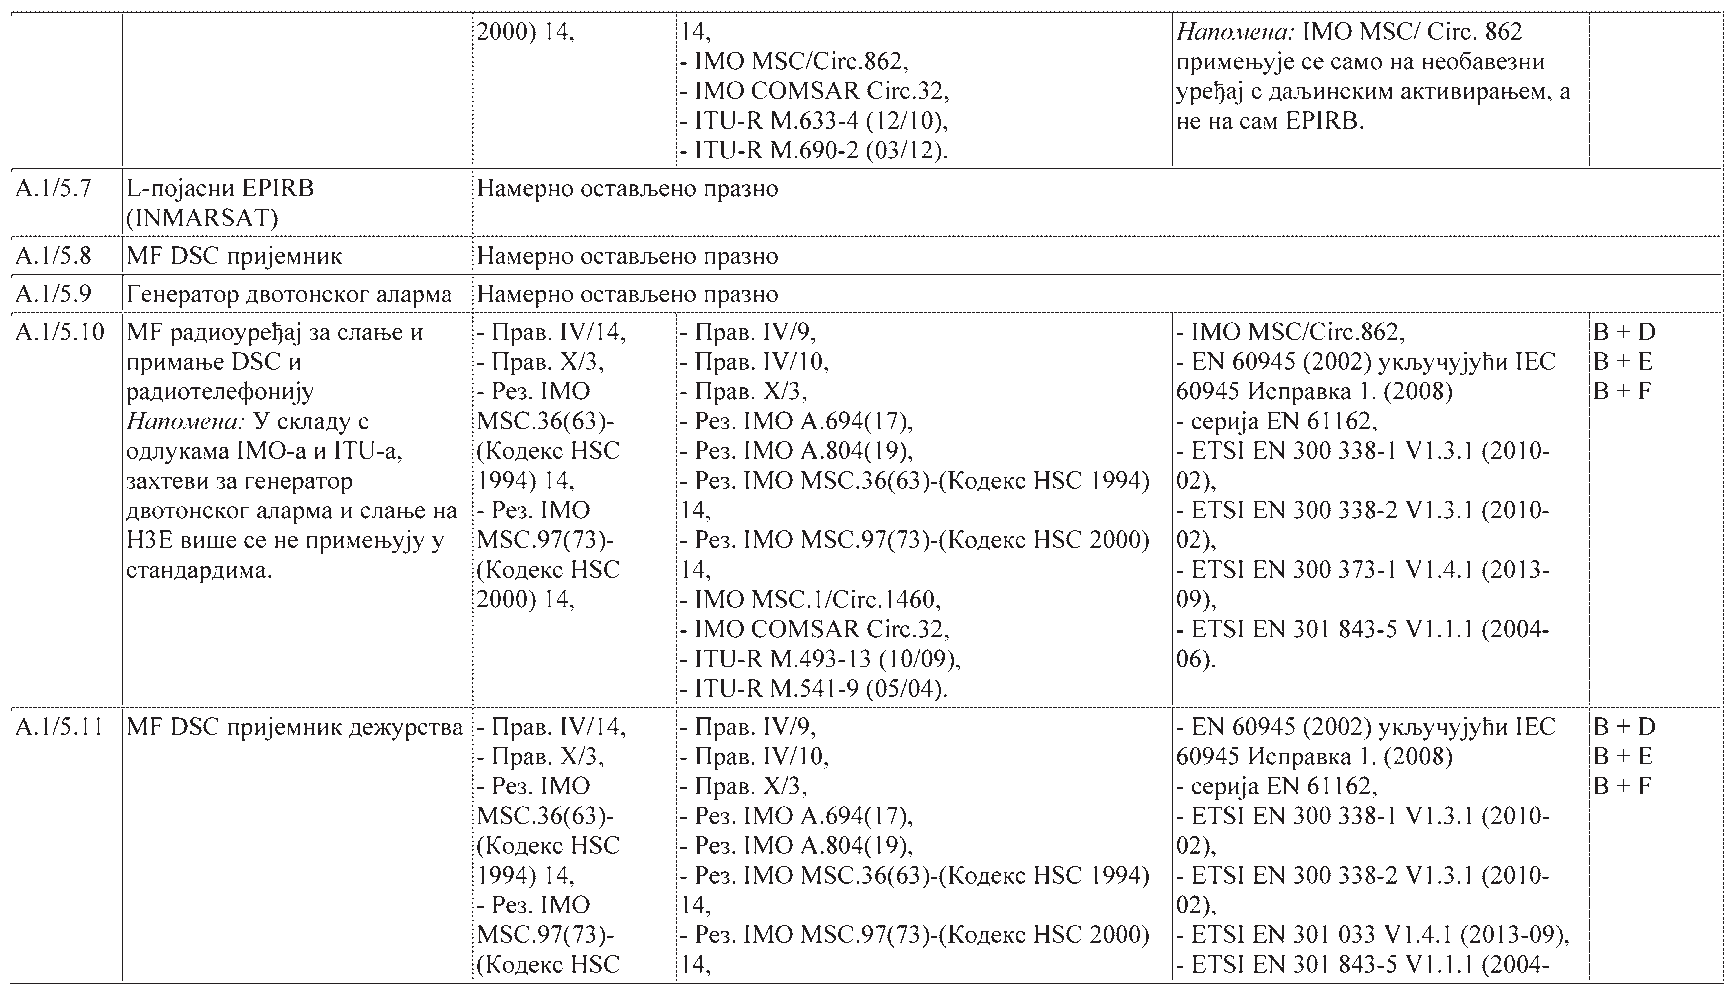 2000) 14,
14,
- IMO MSC/Circ.862,
- IMO COMSAR Circ.32,
- ITU-R M.633-4 (12/10),
- ITU-R M.690-2 (03/12).
Напомена: IMO MSC/ Circ. 862
примењује се само на необавезни
уређај с даљинским активирањем, а
не на сам EPIRB.
А.1/5.7
L-појасни EPIRB
(INMARSAT)
Намерно остављено празно
А.1/5.8
MF DSC пријемник
Намерно остављено празно
А.1/5.9
Генератор двотонског аларма
Намерно остављено празно
А.1/5.10
MF радиоуређај за слање и
примање DSC и
радиотелефонију
Напомена: У складу с
одлукама IMO-а и ITU-а,
захтеви за генератор
двотонског аларма и слање на
H3E више се не примењују у
стандардима.
- Прав. IV/14,
- Прав. X/3,
- Рез. IMO
MSC.36(63)-
(Кодекс HSC
1994) 14,
- Рез. IMO
MSC.97(73)-
(Кодекс HSC
2000) 14,
- Прав. IV/9,
- Прав. IV/10,
- Прав. X/3,
- Рез. IMO A.694(17),
- Рез. IMO A.804(19),
- Рез. IMO MSC.36(63)-(Кодекс HSC 1994)
14,
- Рез. IMO MSC.97(73)-(Кодекс HSC 2000)
14,
- IMO MSC.1/Circ.1460,
- IMO COMSAR Circ.32,
- ITU-R M.493-13 (10/09),
- ITU-R M.541-9 (05/04).
- IMO MSC/Circ.862,
- EN 60945 (2002) укључујући IEC
60945 Исправка 1. (2008)
- серија EN 61162,
- ETSI EN 300 338-1 V1.3.1 (2010-
02),
- ETSI EN 300 338-2 V1.3.1 (2010-
02),
- ETSI EN 300 373-1 V1.4.1 (2013-
09),
- ETSI EN 301 843-5 V1.1.1 (2004-
06).
B + D
B + E
B + F
А.1/5.11
MF DSC пријемник дежурства
- Прав. IV/14,
- Прав. X/3,
- Рез. IMO
MSC.36(63)-
(Кодекс HSC
1994) 14,
- Рез. IMO
MSC.97(73)-
(Кодекс HSC
- Прав. IV/9,
- Прав. IV/10,
- Прав. X/3,
- Рез. IMO A.694(17),
- Рез. IMO A.804(19),
- Рез. IMO MSC.36(63)-(Кодекс HSC 1994)
14,
- Рез. IMO MSC.97(73)-(Кодекс HSC 2000)
14,
- EN 60945 (2002) укључујући IEC
60945 Исправка 1. (2008)
- серија EN 61162,
- ETSI EN 300 338-1 V1.3.1 (2010-
02),
- ETSI EN 300 338-2 V1.3.1 (2010-
02),
- ETSI EN 301 033 V1.4.1 (2013-09),
- ETSI EN 301 843-5 V1.1.1 (2004-
B + D
B + E
B + F